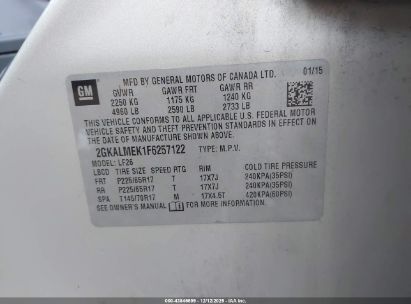 GM
MFD BY GENERAL MOTORS OF CANADA LTD. 01/15
GVWR GAWR FRT GAWR RR
2250 KG 1175 KG 1240 KG
4960 LB 2590 LB 2733 LB
THIS VEHICLE CONFORMS TO ALL APPLICABLE U.S. FEDERAL MOTOR VEHICLE
SAFETY AND THEFT PREVENTION STANDARDS IN EFFECT ON THE DATE OF
MANUFACTURE SHOWN ABOVE.
2GKALMEK1F6257122 TYPE: M.P.V.
MODEL: LF26
LBCD TIRE SIZE SPEED RTG RIM COLD TIRE PRESSURE
FRT P225/65R17 T 17X7J 240KPA(35PSI)
RR P225/65R17 T 17X7J 240KPA(35PSI)
SPA T145/70R17 M 17X4.5T 420KPA(60PSI)
SEE OWNER'S MANUAL FOR MORE INFORMATION.